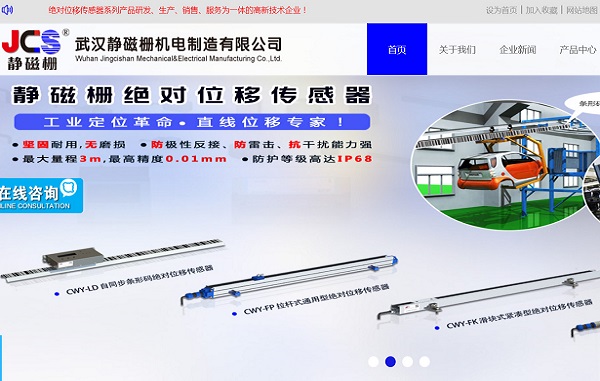 绝对位移传感器系列产品研发、生产、销售、服务为一体的高新技术企业！
设为首页 | 加入收藏 | 网站地图
JCS®
静磁栅
武汉静磁栅机电制造有限公司
Wuhan Jingcishan Mechanical&Electrical Manufacturing Co.,Ltd.
首页 关于我们 企业新闻 产品中心
静磁栅绝对位移传感器
工业定位革命·直线位移专家！
●坚固耐用,无磨损 ●防极性反接、防雷击、抗干扰能力强
●最大量程3m,最高精度0.01mm ●防护等级高达IP68
在线咨询
NLINE CONSULTATION
CWY-LD 自同步条形码绝对位移传感器
CWY-FP 拉杆式通用型绝对位移传感器
CWY-FK 滑块式紧凑型绝对位移传感器